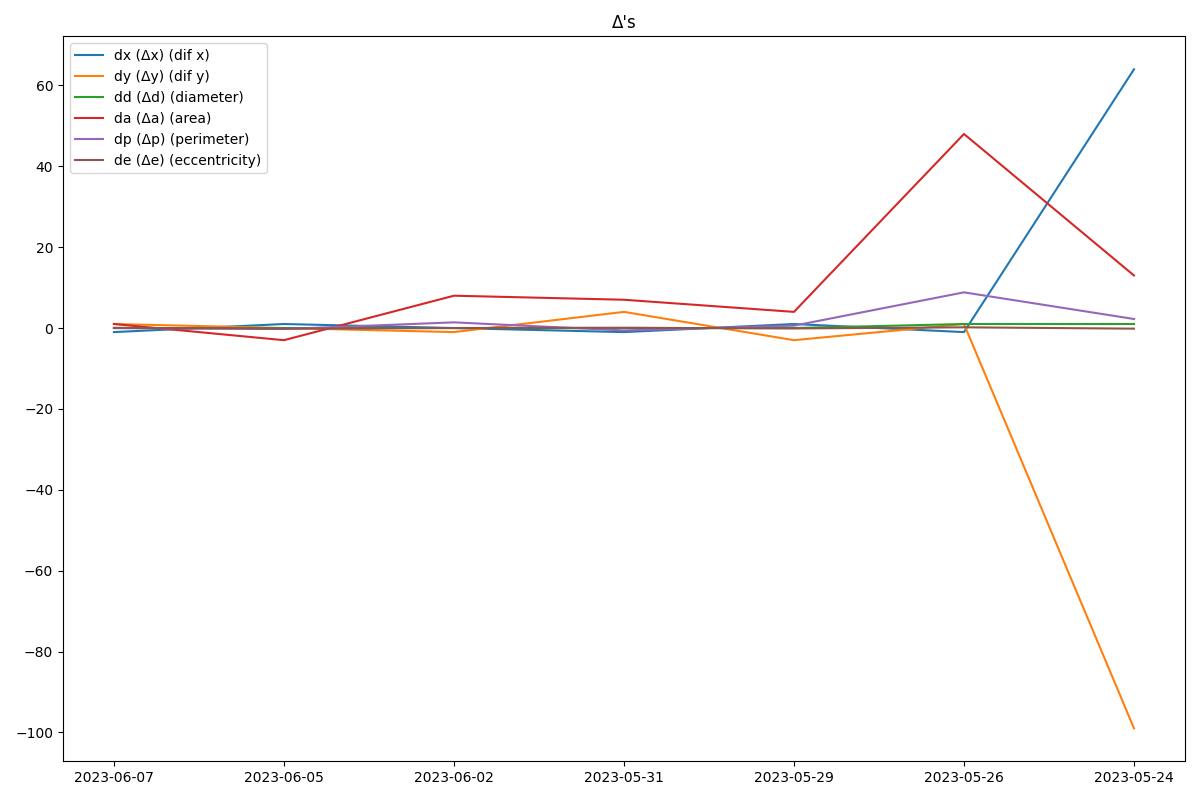 Δ's
dx (Δx) (dif x)
dy (Δy) (dif y)
dd (Δd) (diameter)
da (Δa) (area)
dp (Δp) (perimeter)
de (Δe) (eccentricity)
60
40
20
0
−20
−40
−60
−80
−100
2023-06-07 2023-06-05 2023-06-02 2023-05-31 2023-05-29 2023-05-26 2023-05-24